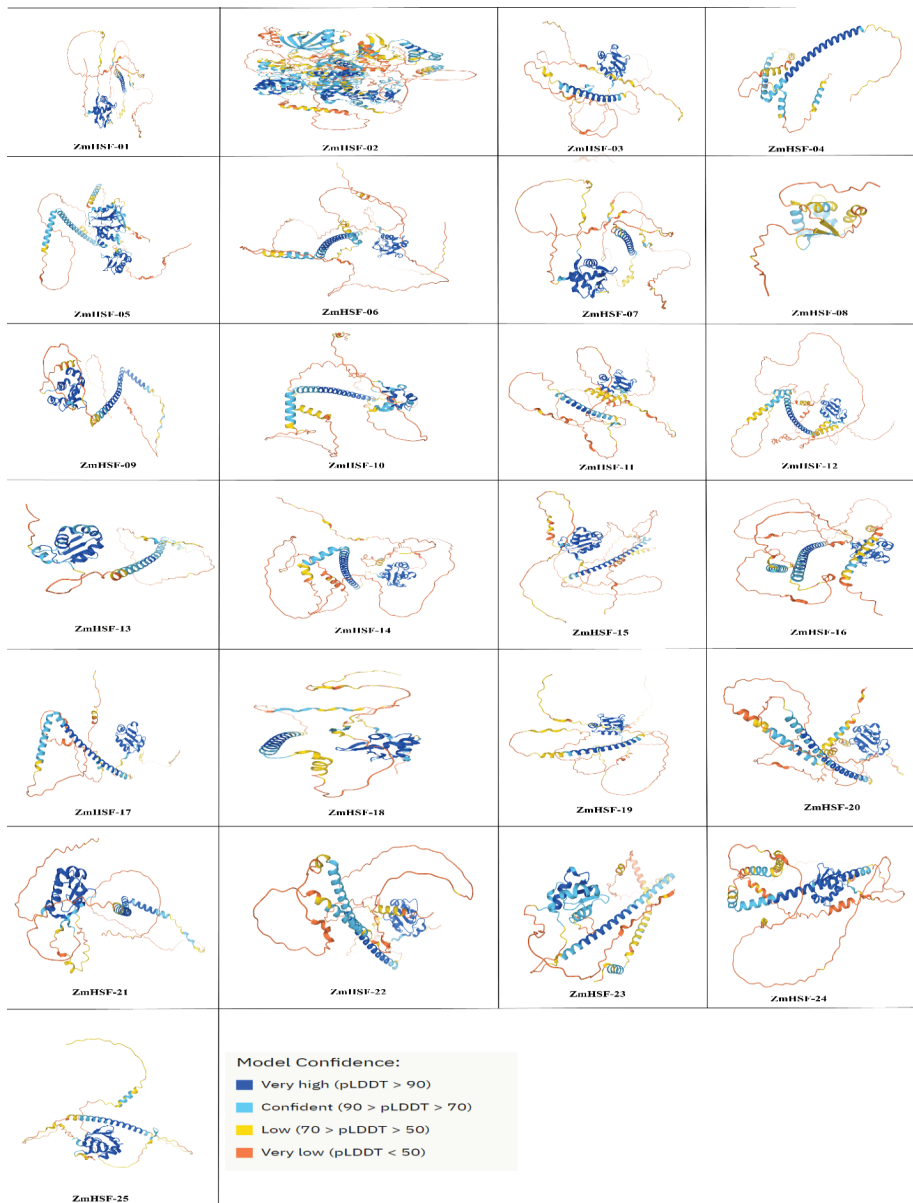 ZmHSF-01
ZmHSF-02
ZmHSF-03
ZmHSF-04
ZmHSF-05
ZmHSF-06
ZmHSF-07
ZmHSF-08
ZmHSF-09
ZmHSF-10
ZmHSF-11
ZmHSF-12
ZmHSF-13
ZmHSF-14
ZmHSF-15
ZmHSF-16
ZmHSF-17
ZmHSF-18
ZmHSF-19
ZmHSF-20
ZmHSF-21
ZmHSF-22
ZmHSF-23
ZmHSF-24
ZmHSF-25
Model Confidence:
Very high (pLDDT > 90)
Confident (90 > pLDDT > 70)
Low (70 > pLDDT > 50)
Very low (pLDDT < 50)